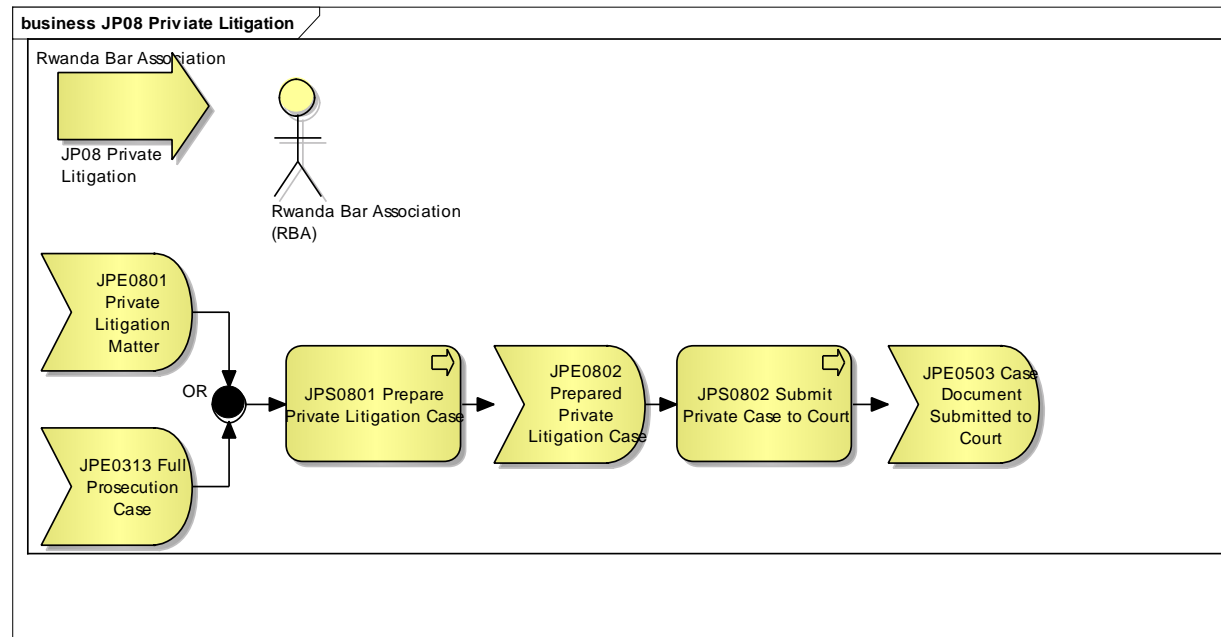 business JP08 Priviate Litigation
Rwanda Bar Association
JP08 Private
Litigation
Rwanda Bar Association
(RBA)
JPE0801
Private
Litigation
Matter
OR
JPE0313 Full
Prosecution
Case
JPS0801 Prepare
Private Litigation Case
JPE0802
Prepared
Private
Litigation Case
JPS0802 Submit
Private Case to Court
JPE0503 Case
Document
Submitted to
Court